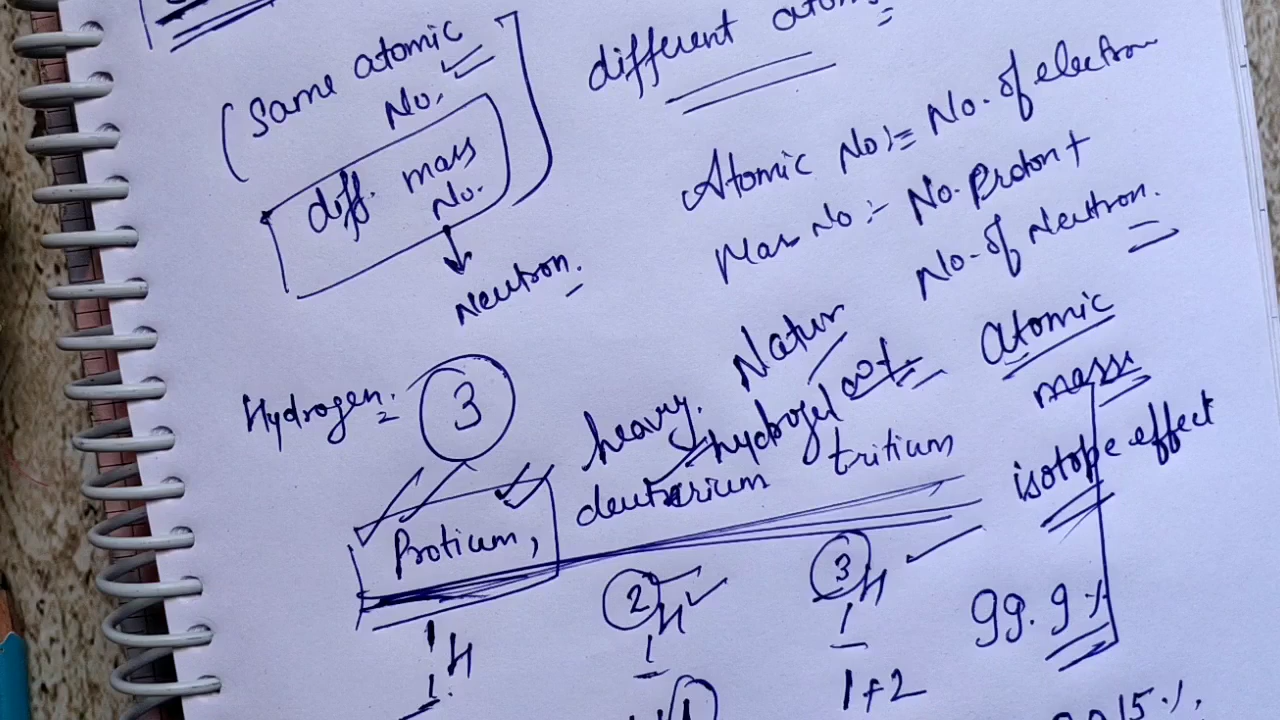 (Same atomic
No.
diff. mass
No.
Neutron.
different
Atomic No:= No. of electron
Mass No :- No. Proton +
No. of Neutron.
Hydrogen.
3
heavy.
hydrogen
Natur
Atomic
mass
Protium,
deuterium
tritium
isotope effect
1
H
1
2
H
1
3
H
1
99.9%
1
1+2
015%.